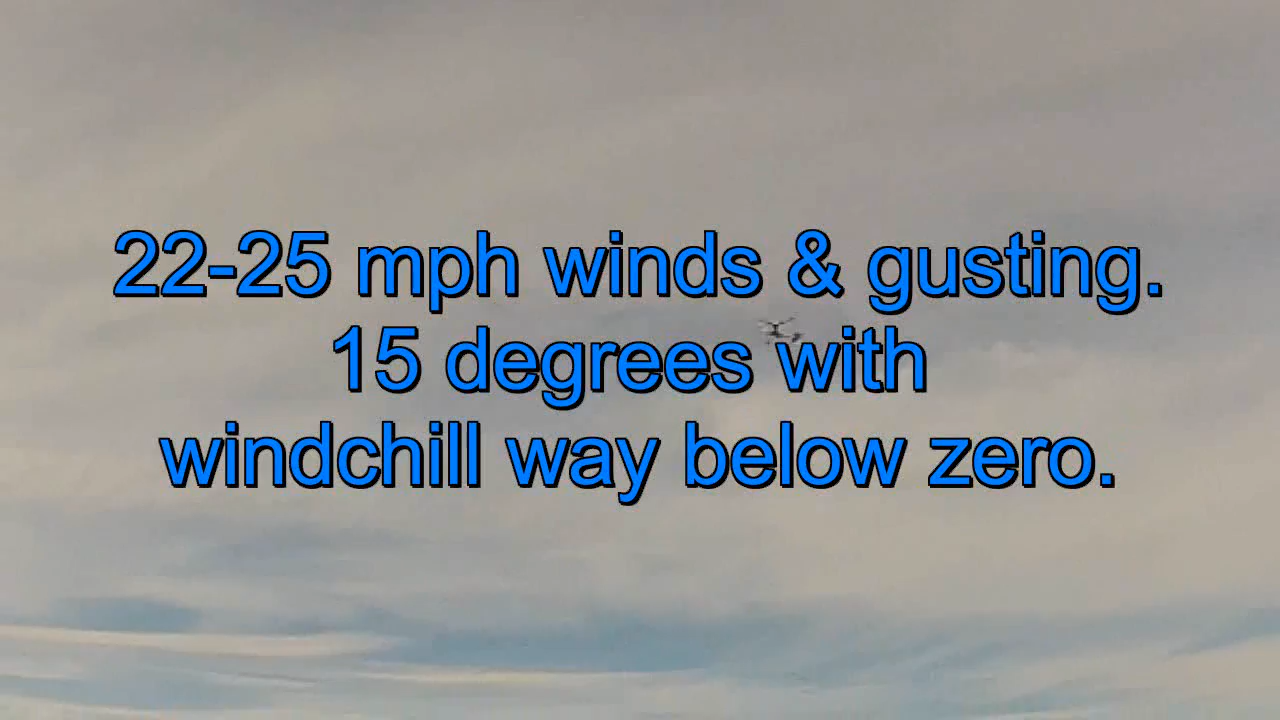 22-25 mph winds & gusting.
15 degrees with
windchill way below zero.